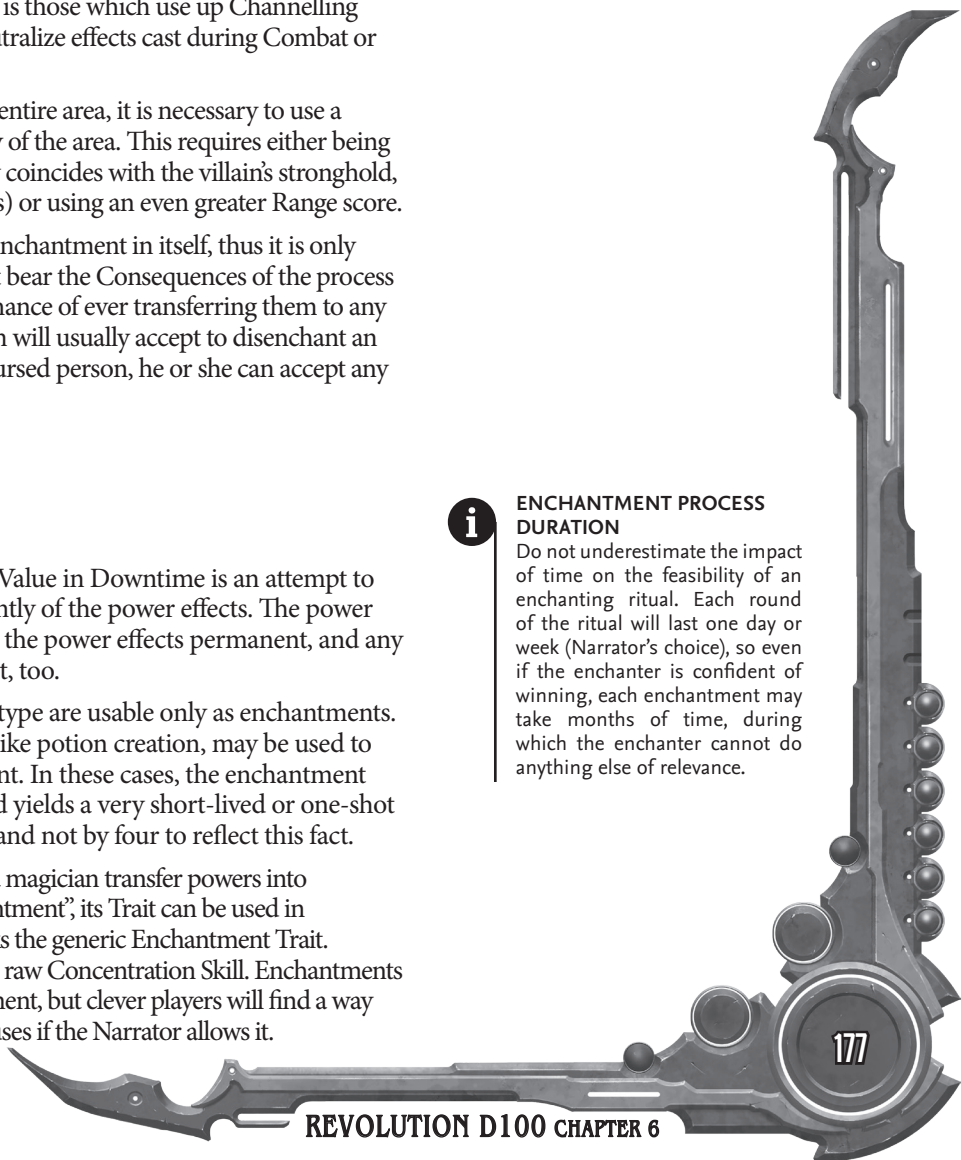 is those which use up Channelling
effects cast during Combat or
entire area, it is necessary to use a
of the area. This requires either being
coincides with the villain's stronghold,
or using an even greater Range score.
in itself, thus it is only
bear the Consequences of the process
of ever transferring them to any
will usually accept to disenchant an
person, he or she can accept any
Value in Downtime is an attempt to
of the power effects. The power
the power effects permanent, and any
too.
type are usable only as enchantments.
like potion creation, may be used to
In these cases, the enchantment
yields a very short-lived or one-shot
and not by four to reflect this fact.
magician transfer powers into
its Trait can be used in
the generic Enchantment Trait.
raw Concentration Skill. Enchantments
but clever players will find a way
if the Narrator allows it.
i
ENCHANTMENT PROCESS
DURATION
Do not underestimate the impact
of time on the feasibility of an
enchanting ritual. Each round
of the ritual will last one day or
week (Narrator's choice), so even
if the enchanter is confident of
winning, each enchantment may
take months of time, during
which the enchanter cannot do
anything else of relevance.
177
REVOLUTION D100 CHAPTER 6